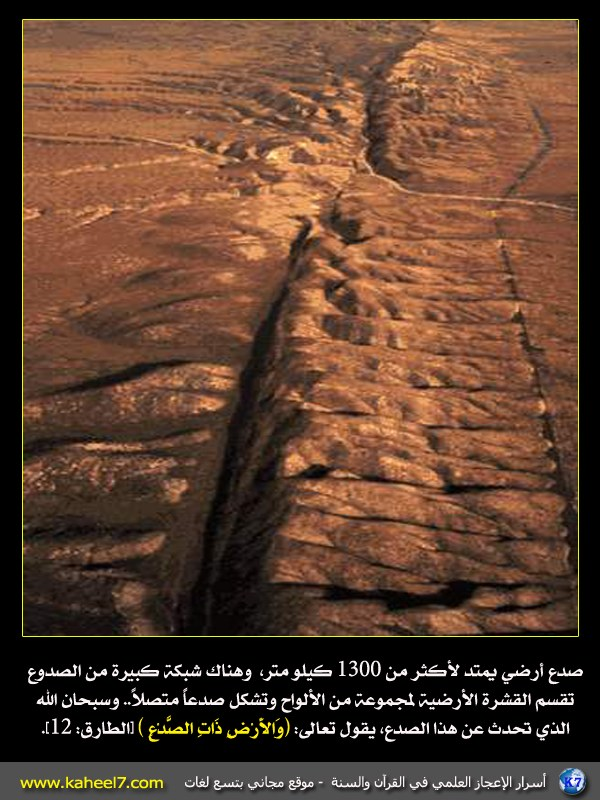 صدع أرضي يمتد لأكثر من 1300 كيلو متر، وهناك شبكة كبيرة من الصدوع
تقسم القشرة الأرضية لمجموعة من الألواح وتشكل صدعاً متصلاً.. وسبحان الله
الذي تحدث عن هذا الصدع، يقول تعالى: (وَالأَرْضِ ذَاتِ الصَّدْعِ) [الطارق: 12].
K7 أسرار الإعجاز العلمي في القرآن والسنة - موقع مجاني بتسع لغات www.kaheel7.com